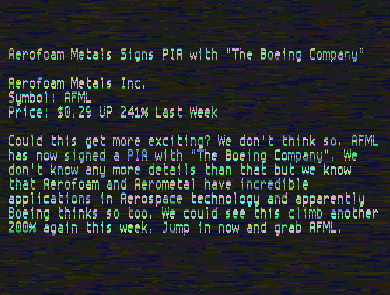 Aerofoam Metals Signs PIA with "The Boeing Company"
Aerofoam Metals Inc.
Symbol: AFML
Price: $0.29 UP 241% Last Week
Could this get more exciting? We don't think so. AFML
has now signed a PIA with "The Boeing Company". We
don't know any more details than that but we know
that Aerofoam and Aerometal have incredible
applications in Aerospace technology and apparently
Boeing thinks so too. We could see this climb another
200% again this week. Jump in now and grab AFML.